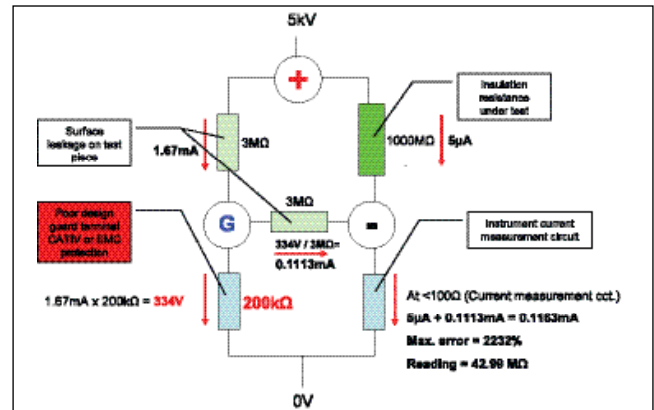 5kV
+
Insulation
resistance
under test
Surface
leakage on test
piece
1.67mA
3MΩ
1000MΩ
5μA
3MΩ
G
-
Poor design
guard terminal
CATIV or EMC
protection
334V / 3MΩ=
0.1113mA
Instrument current
measurement circuit
1.67mA x 200kΩ = 334V
200kΩ
At <100Ω (Current measurement cct.)
5μA + 0.1113mA = 0.1163mA
Max. error = 2232%
Reading = 42.99 MΩ
0V